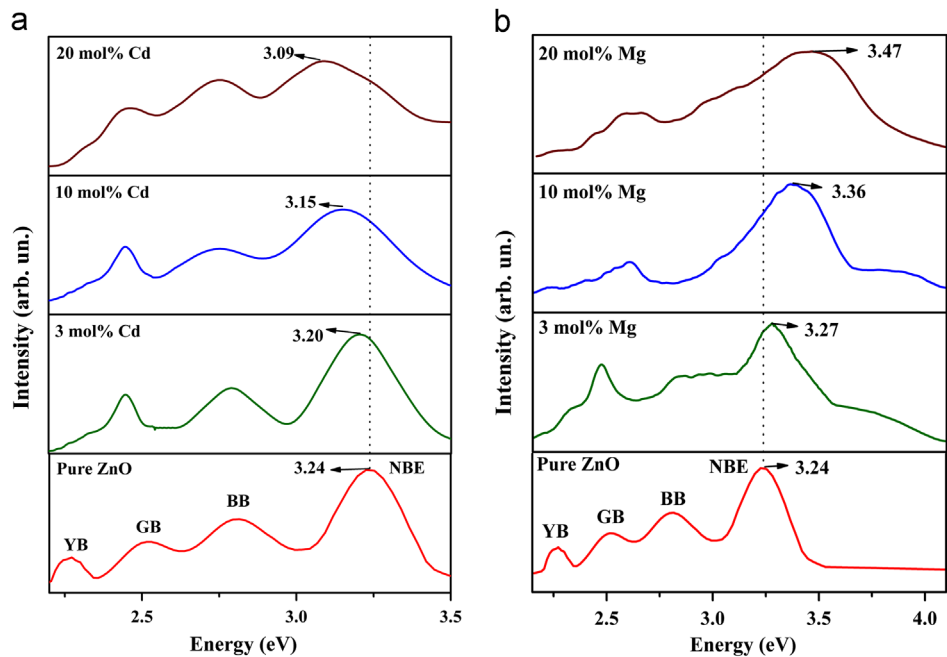 a
20 mol% Cd
3.09
10 mol% Cd
3.15
3 mol% Cd
3.20
Pure ZnO
3.24
NBE
BB
GB
YB
2.5
3.0
3.5
Energy (eV)
Intensity (arb. un.)
b
20 mol% Mg
3.47
10 mol% Mg
3.36
3 mol% Mg
3.27
Pure ZnO
NBE
3.24
BB
GB
YB
2.5
3.0
3.5
4.0
Energy (eV)
Intensity (arb. un.)